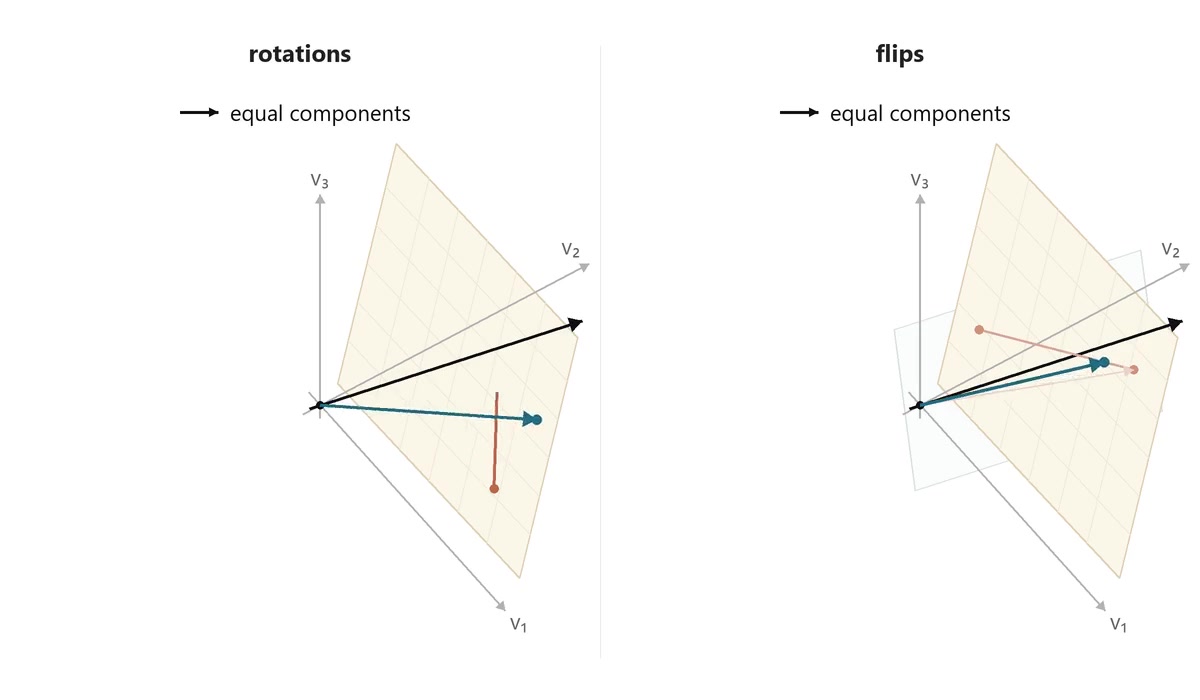 rotations
equal components
V3
V2
V1
flips
equal components
V3
V2
V1